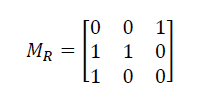 M_R = [0 0 1
1 1 0
1 0 0]